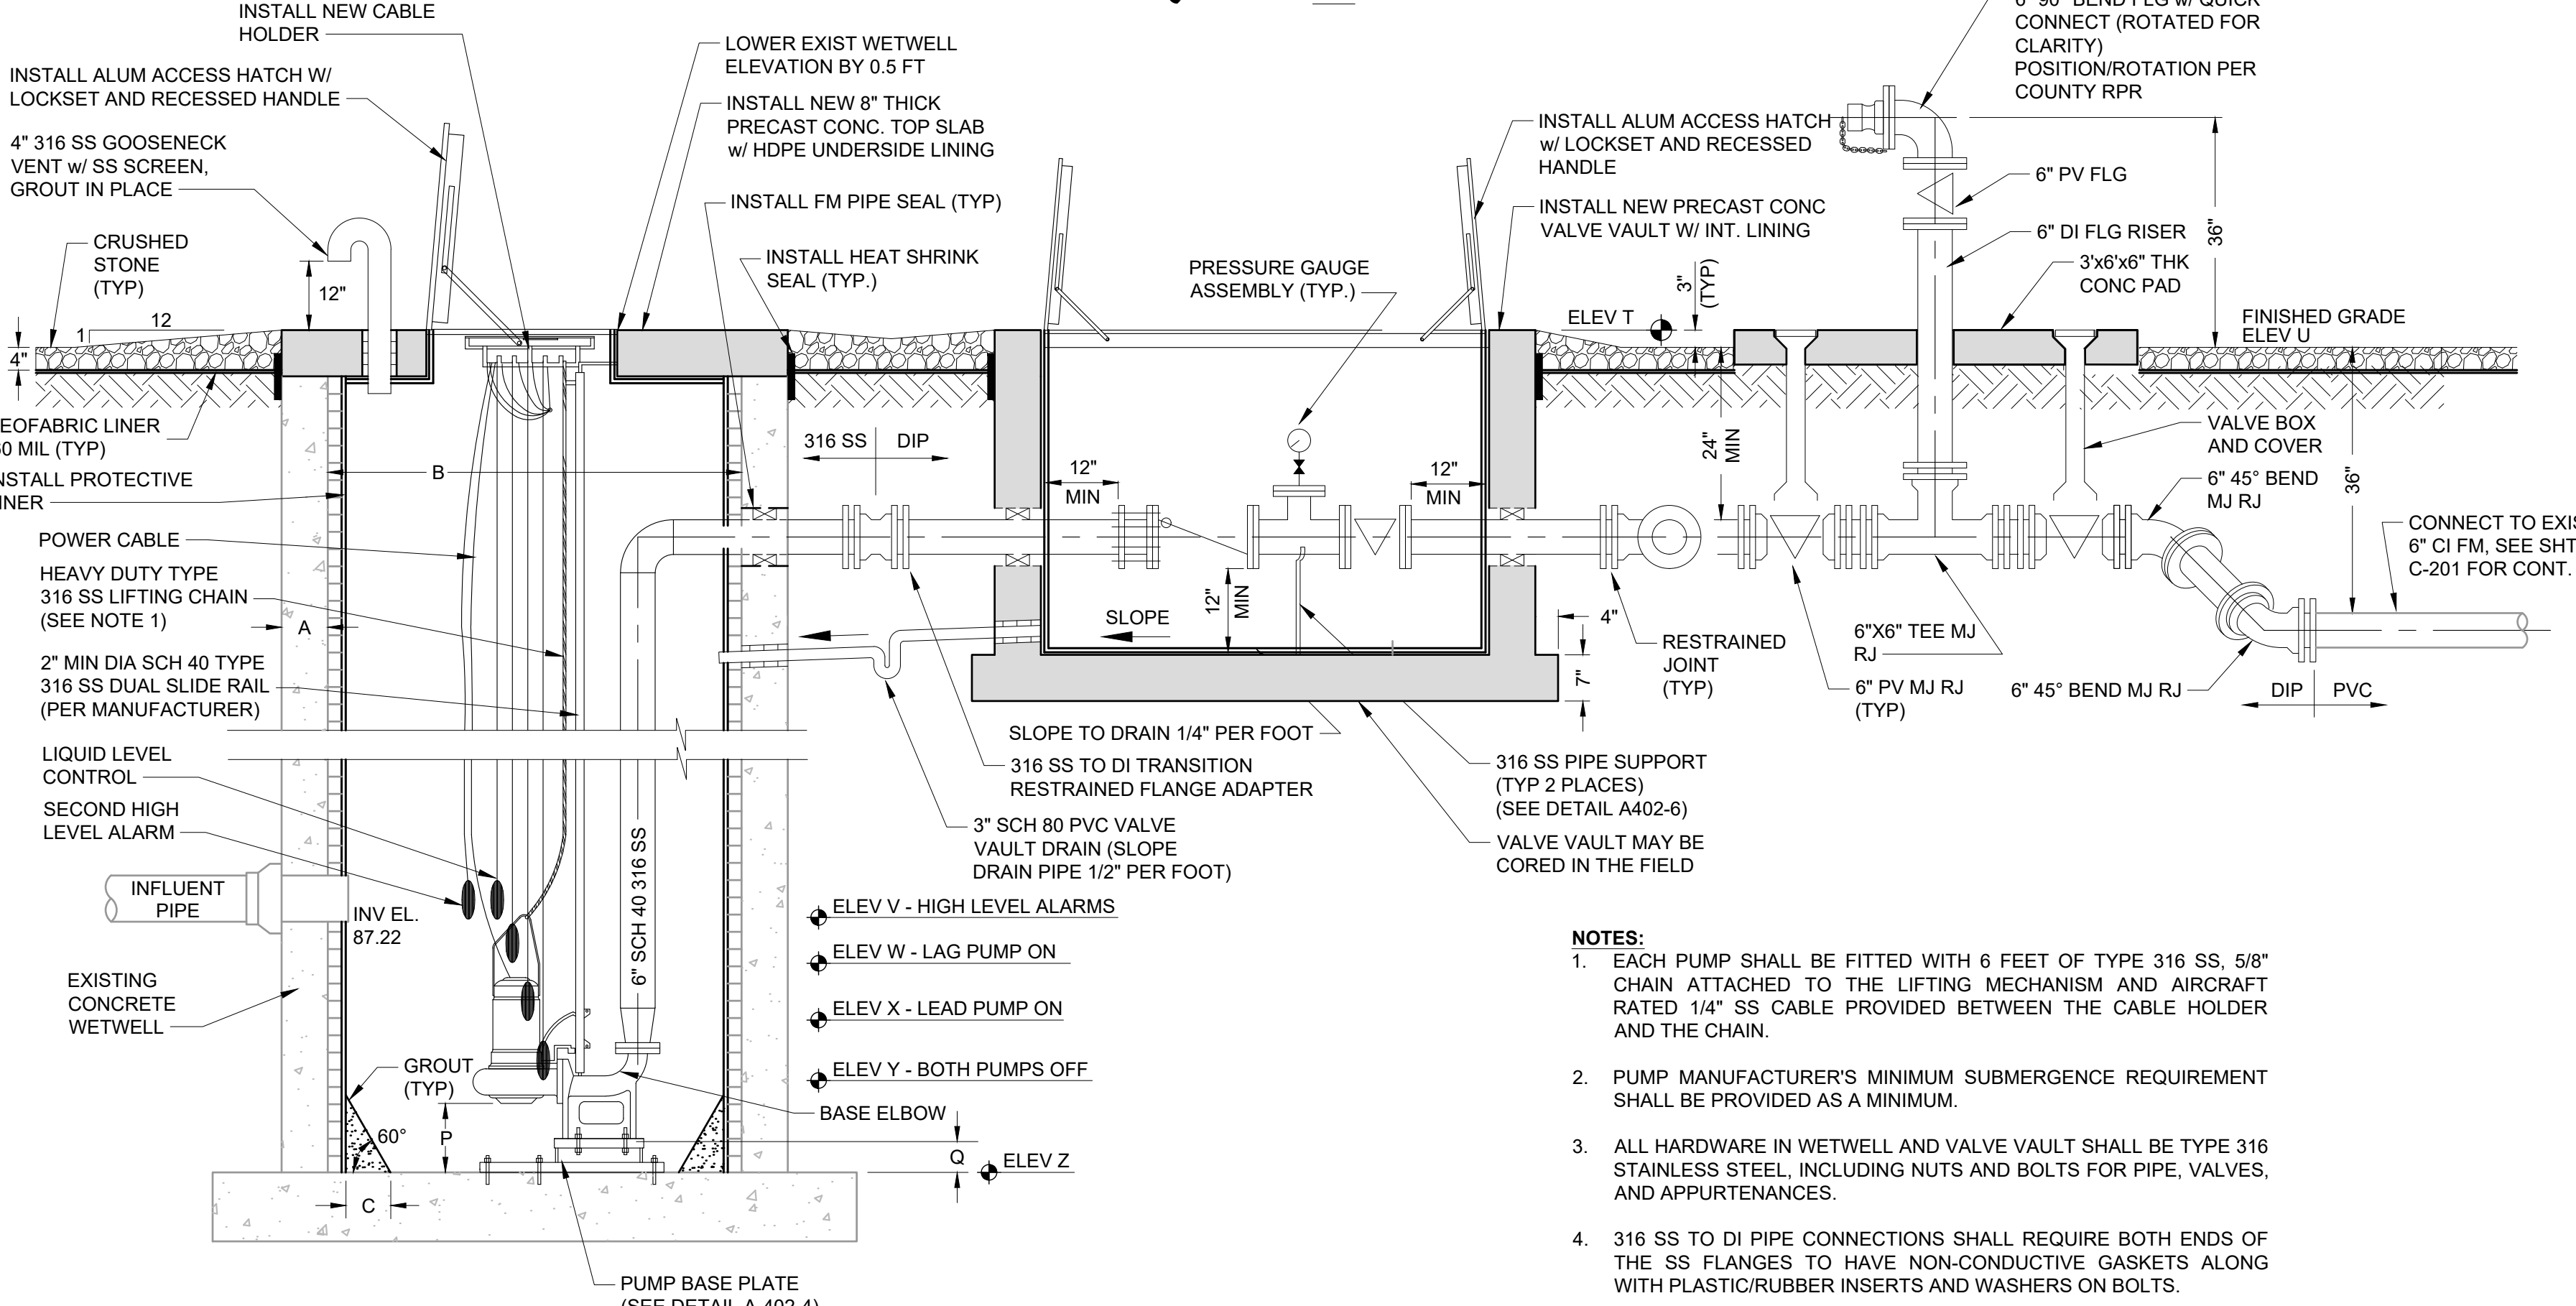 INSTALL NEW CABLE
HOLDER
INSTALL ALUM ACCESS HATCH W/
LOCKSET AND RECESSED HANDLE
4" 316 SS GOOSENECK
VENT w/ SS SCREEN,
GROUT IN PLACE
CRUSHED
STONE
(TYP)
12"
1
12
4"
LOWER EXIST WETWELL
ELEVATION BY 0.5 FT
INSTALL NEW 8" THICK
PRECAST CONC. TOP SLAB
w/ HDPE UNDERSIDE LINING
INSTALL FM PIPE SEAL (TYP)
INSTALL HEAT SHRINK
SEAL (TYP.)
PRESSURE GAUGE
ASSEMBLY (TYP.)
INSTALL ALUM ACCESS HATCH
w/ LOCKSET AND RECESSED
HANDLE
INSTALL NEW PRECAST CONC
VALVE VAULT W/ INT. LINING
ELEV T
3"
(TYP)
6" 90° BEND FLG w/ QUICK
CONNECT (ROTATED FOR
CLARITY)
POSITION/ROTATION PER
COUNTY RPR
6" PV FLG
6" DI FLG RISER
36"
3'x6'x6" THK
CONC PAD
FINISHED GRADE
ELEV U
EOFABRIC LINER
MIL (TYP)
NSTALL PROTECTIVE
NER
B
316 SS
DIP
12"
MIN
12"
MIN
24"
MIN
VALVE BOX
AND COVER
6" 45° BEND
MJ RJ
36"
CONNECT TO EXIS
6" CI FM, SEE SHT
C-201 FOR CONT.
POWER CABLE
HEAVY DUTY TYPE
316 SS LIFTING CHAIN
(SEE NOTE 1)
A
2" MIN DIA SCH 40 TYPE
316 SS DUAL SLIDE RAIL
(PER MANUFACTURER)
12"
MIN
SLOPE
4"
7"
RESTRAINED
JOINT
(TYP)
6"X6" TEE MJ
RJ
6" PV MJ RJ
(TYP)
6" 45° BEND MJ RJ
DIP
PVC
SLOPE TO DRAIN 1/4" PER FOOT
316 SS TO DI TRANSITION
RESTRAINED FLANGE ADAPTER
3" SCH 80 PVC VALVE
VAULT DRAIN (SLOPE
DRAIN PIPE 1/2" PER FOOT)
316 SS PIPE SUPPORT
(TYP 2 PLACES)
(SEE DETAIL A402-6)
VALVE VAULT MAY BE
CORED IN THE FIELD
LIQUID LEVEL
CONTROL
SECOND HIGH
LEVEL ALARM
6" SCH 40 316 SS
INFLUENT
PIPE
INV EL.
87.22
EXISTING
CONCRETE
WETWELL
ELEV V - HIGH LEVEL ALARMS
ELEV W - LAG PUMP ON
ELEV X - LEAD PUMP ON
ELEV Y - BOTH PUMPS OFF
GROUT
(TYP)
60°
P
BASE ELBOW
Q
ELEV Z
C
PUMP BASE PLATE
(SEE DETAIL A 402-4)
NOTES:
1. EACH PUMP SHALL BE FITTED WITH 6 FEET OF TYPE 316 SS, 5/8"
CHAIN ATTACHED TO THE LIFTING MECHANISM AND AIRCRAFT
RATED 1/4" SS CABLE PROVIDED BETWEEN THE CABLE HOLDER
AND THE CHAIN.
2. PUMP MANUFACTURER'S MINIMUM SUBMERGENCE REQUIREMENT
SHALL BE PROVIDED AS A MINIMUM.
3. ALL HARDWARE IN WETWELL AND VALVE VAULT SHALL BE TYPE 316
STAINLESS STEEL, INCLUDING NUTS AND BOLTS FOR PIPE, VALVES,
AND APPURTENANCES.
4. 316 SS TO DI PIPE CONNECTIONS SHALL REQUIRE BOTH ENDS OF
THE SS FLANGES TO HAVE NON-CONDUCTIVE GASKETS ALONG
WITH PLASTIC/RUBBER INSERTS AND WASHERS ON BOLTS.